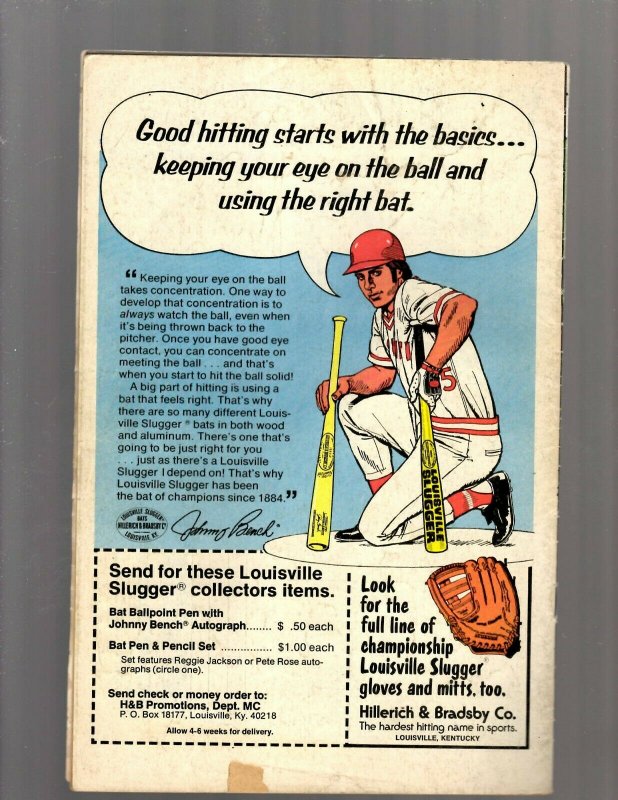 Good hitting starts with the basics...
keeping your eye on the ball and
using the right bat.
“Keeping your eye on the ball
takes concentration. One way to
develop that concentration is to
always watch the ball, even when
it's being thrown back to the
pitcher. Once you have good eye
contact, you can concentrate on
meeting the ball . . . and that's
when you start to hit the ball solid!
A big part of hitting is using a
bat that feels right. That's why
there are so many different Louis-
ville Slugger® bats in both wood
and aluminum. There's one that's
going to be just right for you
. . . just as there's a Louisville
Slugger I depend on! That's why
Louisville Slugger has been
the bat of champions since 1884.”
LOUISVILLE SLUGGER
BATS
HILLERICH & BRADSBY Co
LOUISVILLE, KY.
Johnny Bench
5
LOUISVILLE
SLUGGER
Send for these Louisville
Slugger® collectors items.
Bat Ballpoint Pen with
Johnny Bench® Autograph........ $ .50 each
Bat Pen & Pencil Set ................ $1.00 each
Set features Reggie Jackson or Pete Rose auto-
graphs (circle one).
Send check or money order to:
H&B Promotions, Dept. MC
P. O. Box 18177, Louisville, Ky. 40218
Allow 4-6 weeks for delivery.
Look
for the
full line of
championship
Louisville Slugger®
gloves and mitts, too.
Hillerich & Bradsby Co.
The hardest hitting name in sports.
LOUISVILLE, KENTUCKY